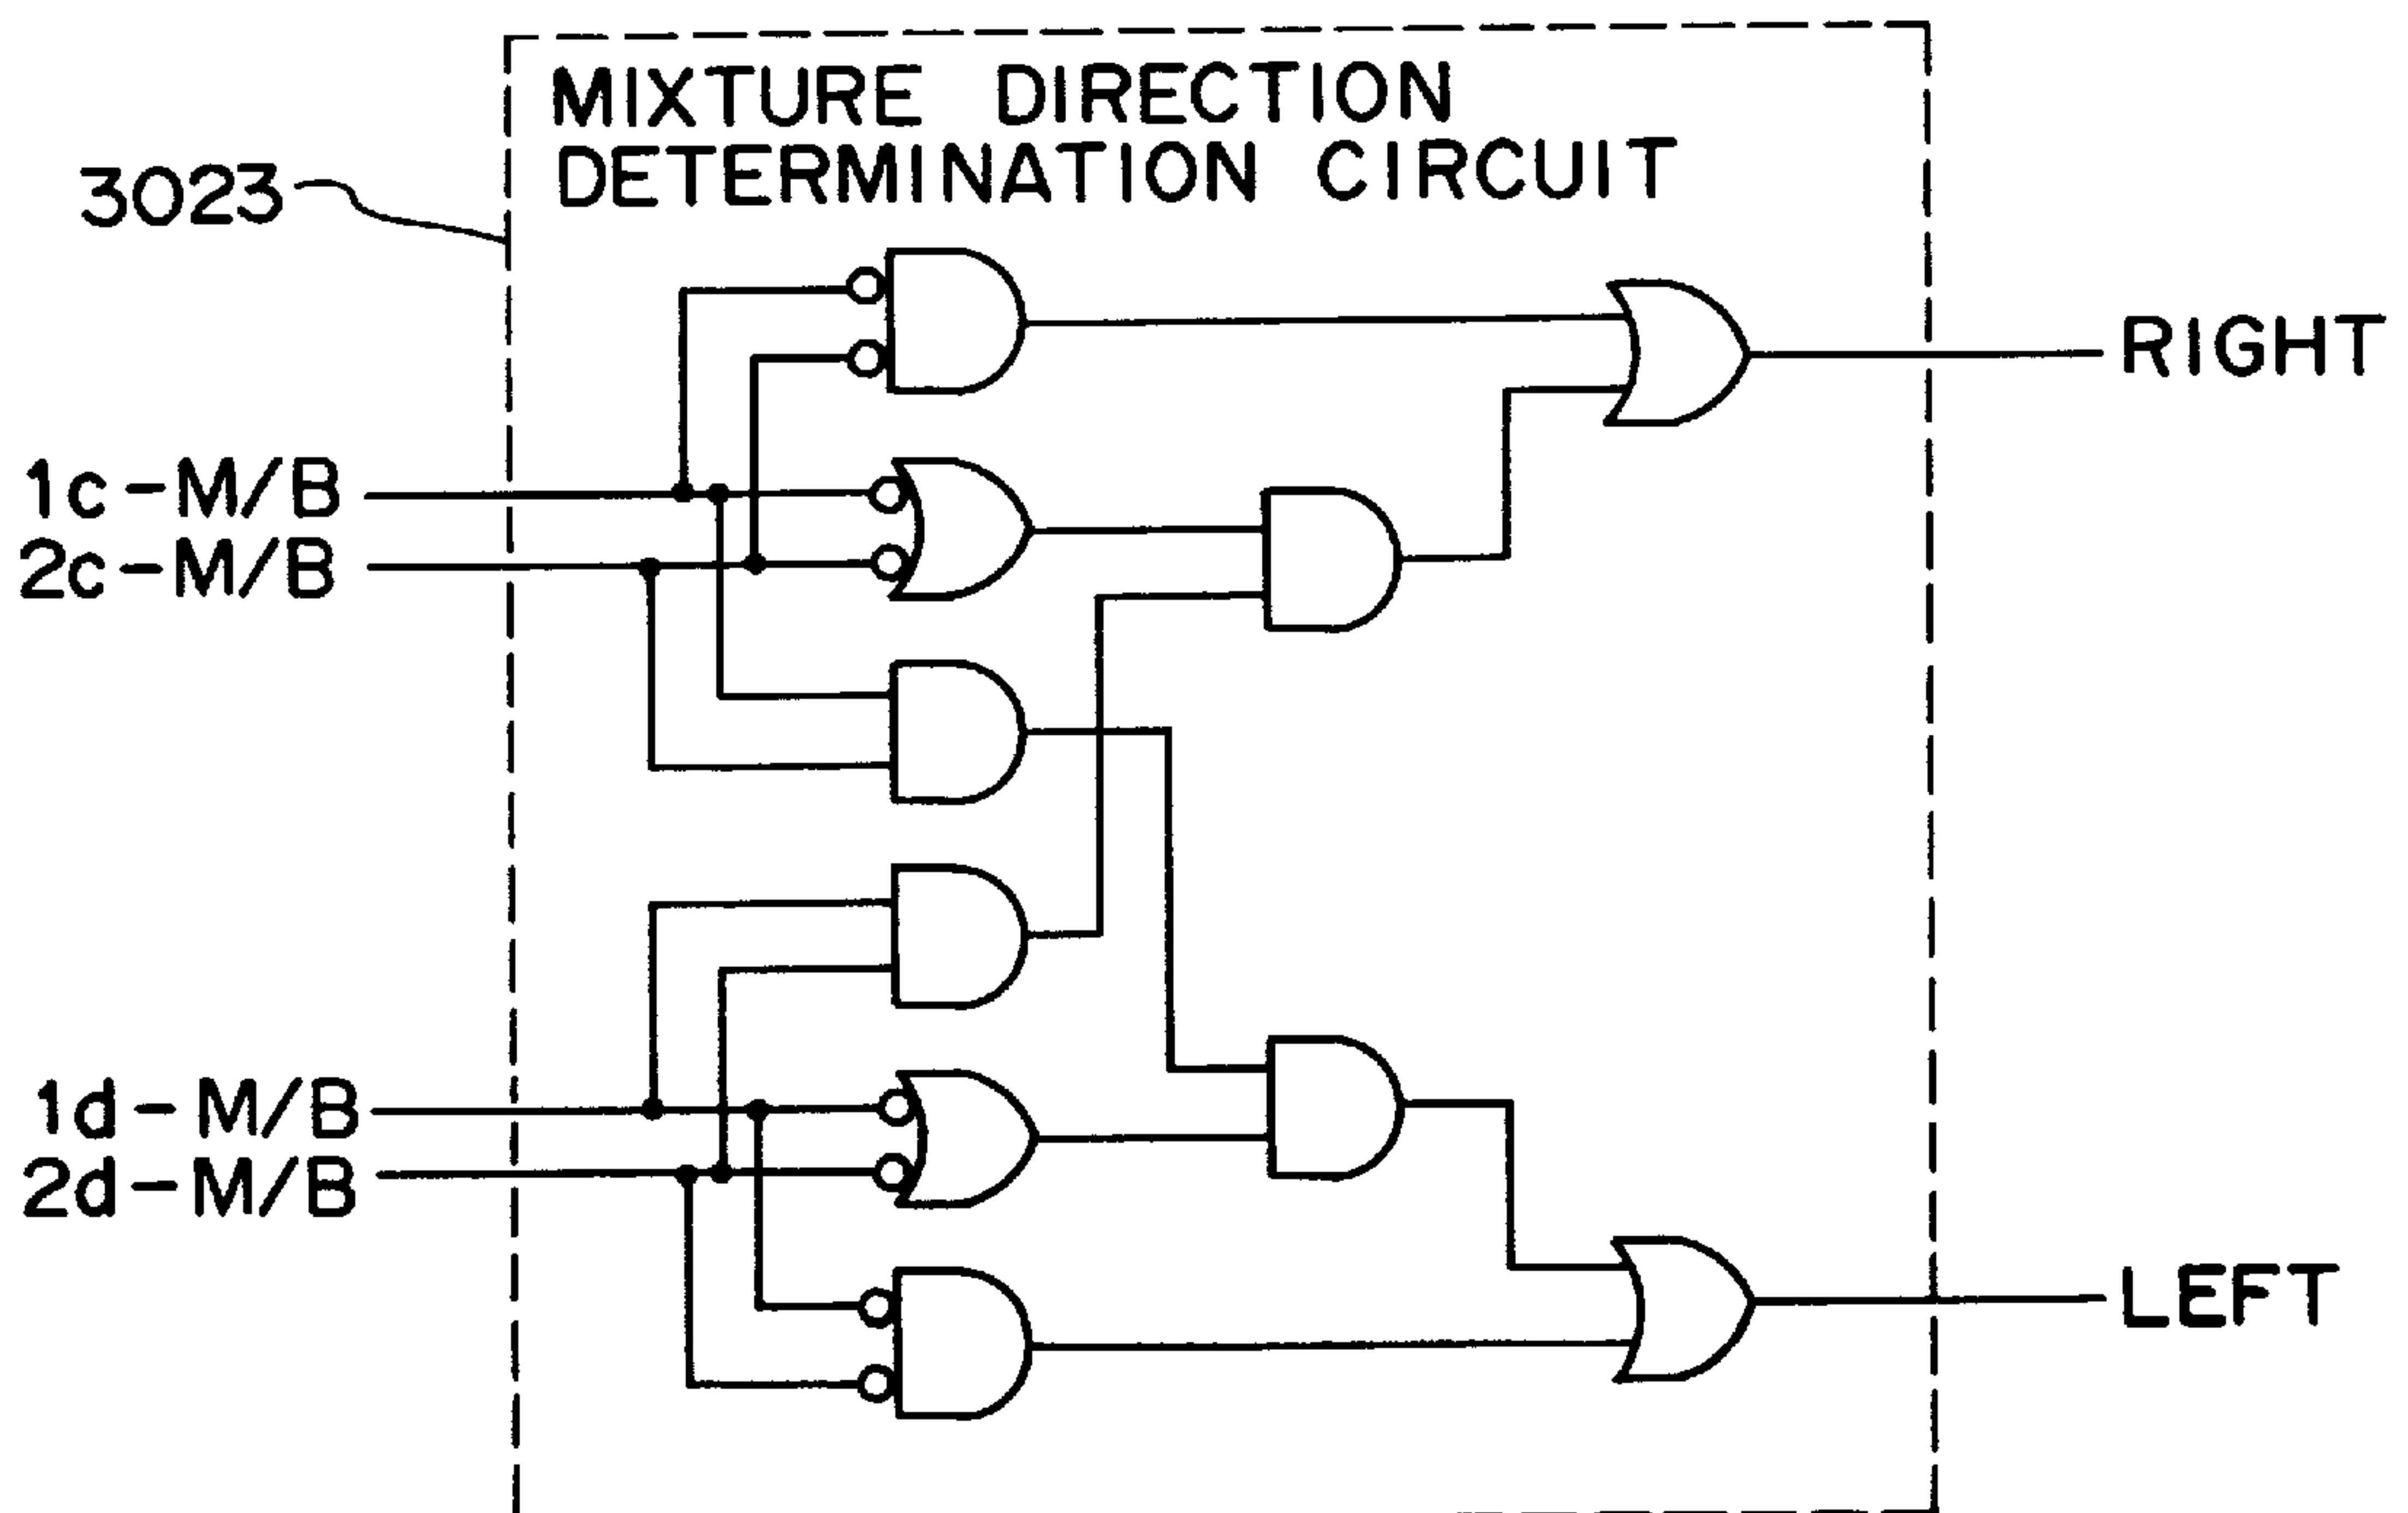 MIXTURE DIRECTION
DETERMINATION CIRCUIT
3023
RIGHT
1c-M/B
2c-M/B
1d-M/B
2d-M/B
LEFT